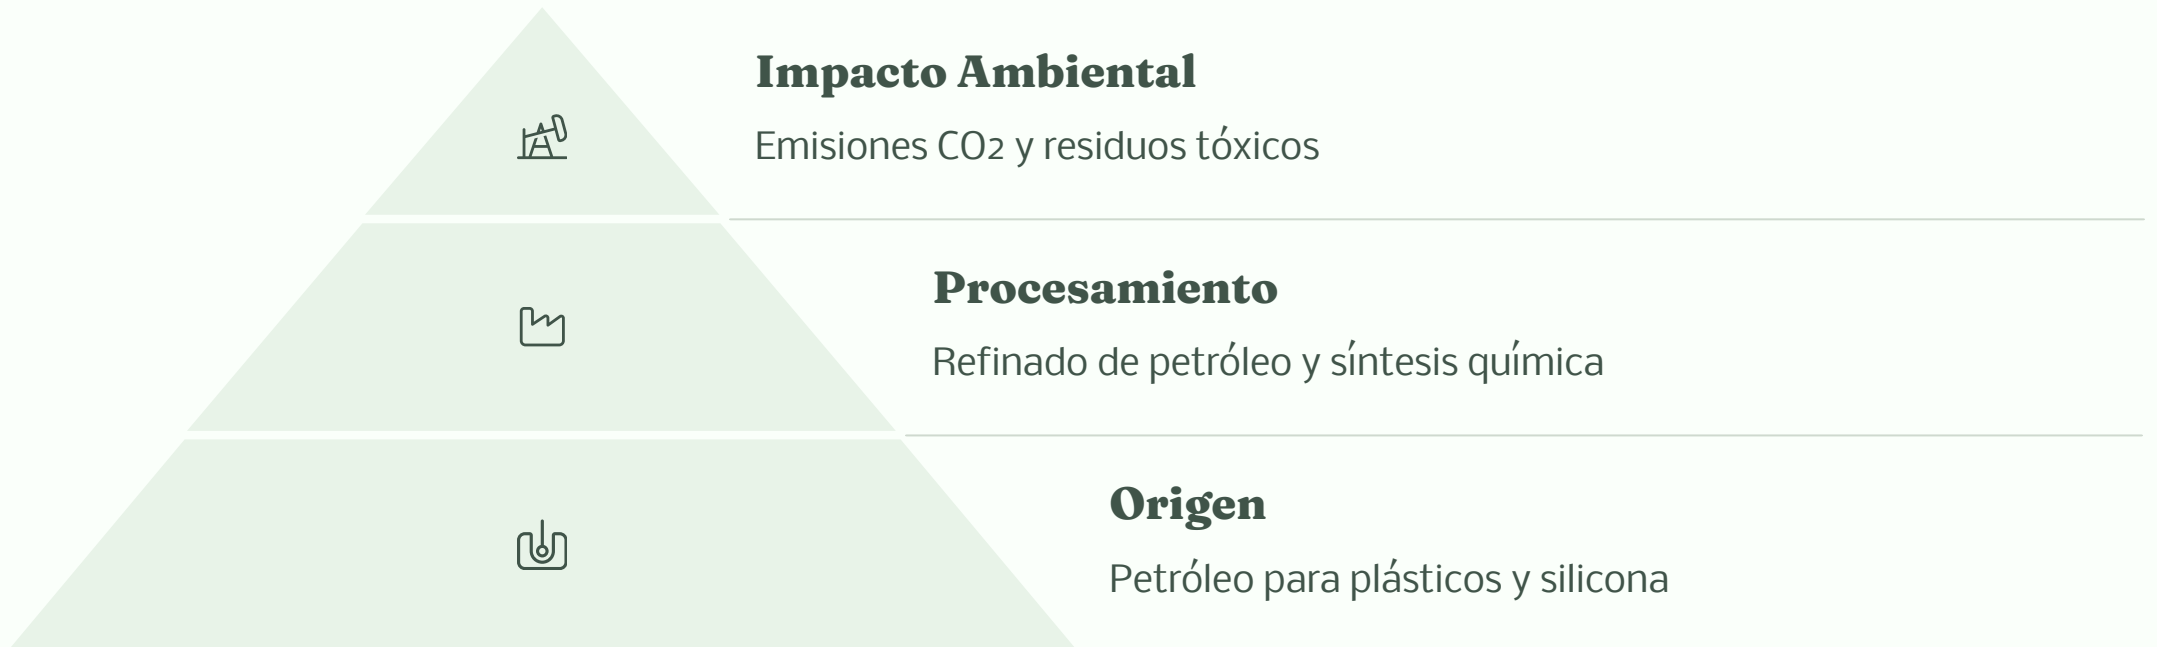 Impacto Ambiental
Emisiones CO2 y residuos tóxicos
Procesamiento
Refinado de petróleo y síntesis química
Origen
Petróleo para plásticos y silicona